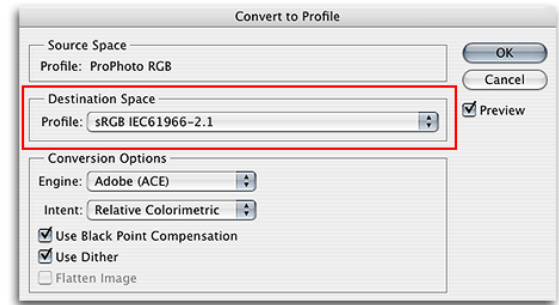 Convert to Profile
Source Space
Profile: ProPhoto RGB
OK
Cancel
Preview
Destination Space
Profile: sRGB IEC61966-2.1
Conversion Options
Engine: Adobe (ACE)
Intent: Relative Colorimetric
Use Black Point Compensation
Use Dither
Flatten Image